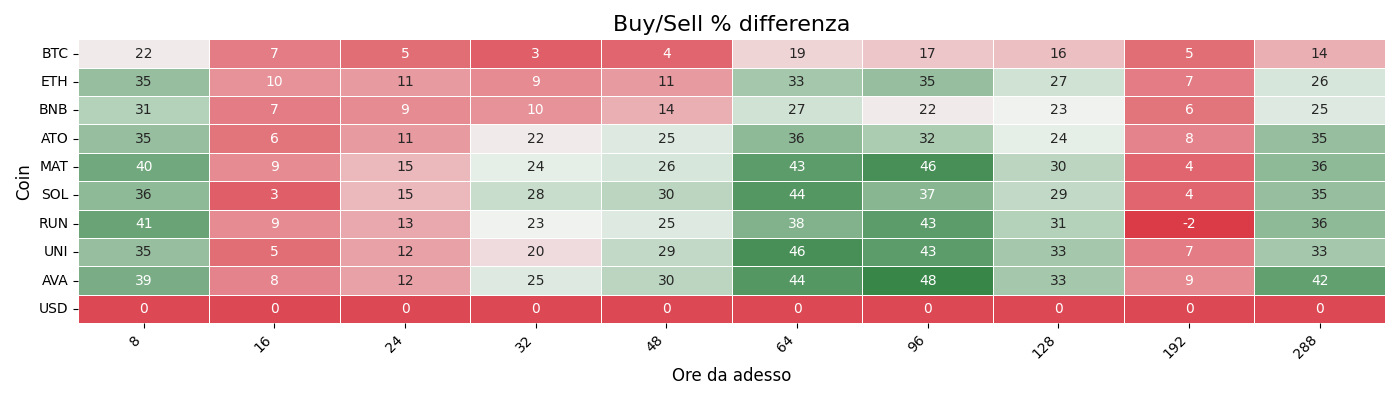 Buy/Sell % differenza
Coin
BTC 22 7 5 3 4 19 17 16 5 14
ETH 35 10 11 9 11 33 35 27 7 26
BNB 31 7 9 10 14 27 22 23 6 25
ATO 35 6 11 22 25 36 32 24 8 35
MAT 40 9 15 24 26 43 46 30 4 36
SOL 36 3 15 28 30 44 37 29 4 35
RUN 41 9 13 23 25 38 43 31 -2 36
UNI 35 5 12 20 29 46 43 33 7 33
AVA 39 8 12 25 30 44 48 33 9 42
USD 0 0 0 0 0 0 0 0 0 0
8 16 24 32 48 64 96 128 192 288
Ore da adesso